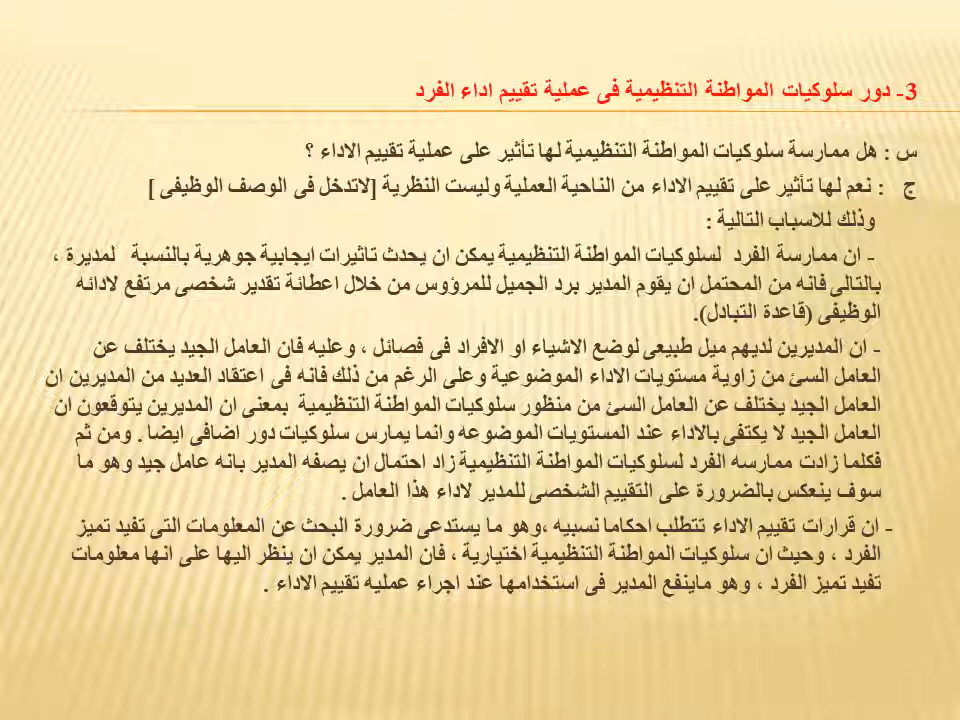 3- دور سلوكيات المواطنة التنظيمية فى عملية تقييم اداء الفرد
س : هل ممارسة سلوكيات المواطنة التنظيمية لها تأثير على عملية تقييم الاداء ؟
ج : نعم لها تأثير على تقييم الاداء من الناحية العملية وليست النظرية [لاتدخل فى الوصف الوظيفى ]
وذلك للاسباب التالية :
- ان ممارسة الفرد لسلوكيات المواطنة التنظيمية يمكن ان يحدث تاثيرات ايجابية جوهرية بالنسبة لمديرة ،
بالتالى فانه من المحتمل ان يقوم المدير برد الجميل للمرؤوس من خلال اعطائة تقدير شخصى مرتفع لادائه
الوظيفى (قاعدة التبادل).
- ان المديرين لديهم ميل طبيعى لوضع الاشياء او الافراد فى فصائل ، وعليه فان العامل الجيد يختلف عن
العامل السئ من زاوية مستويات الاداء الموضوعية وعلى الرغم من ذلك فانه فى اعتقاد العديد من المديرين ان
العامل الجيد يختلف عن العامل السئ من منظور سلوكيات المواطنة التنظيمية بمعنى ان المديرين يتوقعون ان
العامل الجيد لا يكتفى بالاداء عند المستويات الموضوعه وانما يمارس سلوكيات دور اضافى ايضا . ومن ثم
فكلما زادت ممارسه الفرد لسلوكيات المواطنة التنظيمية زاد احتمال ان يصفه المدير بانه عامل جيد وهو ما
سوف ينعكس بالضرورة على التقييم الشخصى للمدير لاداء هذا العامل .
- ان قرارات تقييم الاداء تتطلب احكاما نسبيه ،وهو ما يستدعى ضرورة البحث عن المعلومات التى تفيد تميز
الفرد ، وحيث ان سلوكيات المواطنة التنظيمية اختيارية ، فان المدير يمكن ان ينظر اليها على انها معلومات
تفيد تميز الفرد ، وهو ماينفع المدير فى استخدامها عند اجراء عمليه تقييم الاداء .